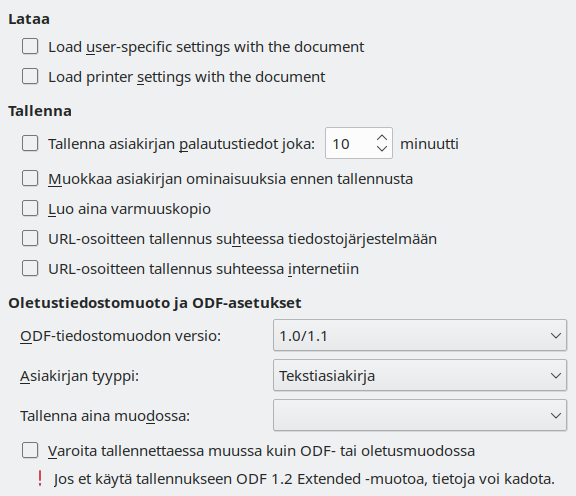 Lataa
Load user-specific settings with the document
Load printer settings with the document
Tallenna
Tallenna asiakirjan palautustiedot joka: 10 minuutti
Muokkaa asiakirjan ominaisuuksia ennen tallennusta
Luo aina varmuuskopio
URL-osoitteen tallennus suhteessa tiedostojärjestelmään
URL-osoitteen tallennus suhteessa internetiin
Oletustiedostomuoto ja ODF-asetukset
ODF-tiedostomuodon versio: 1.0/1.1
Asiakirjan tyyppi: Tekstiasiakirja
Tallenna aina muodossa:
Varoita tallennettaessa muussa kuin ODF- tai oletusmuodossa
! Jos et käytä tallennukseen ODF 1.2 Extended -muotoa, tietoja voi kadota.